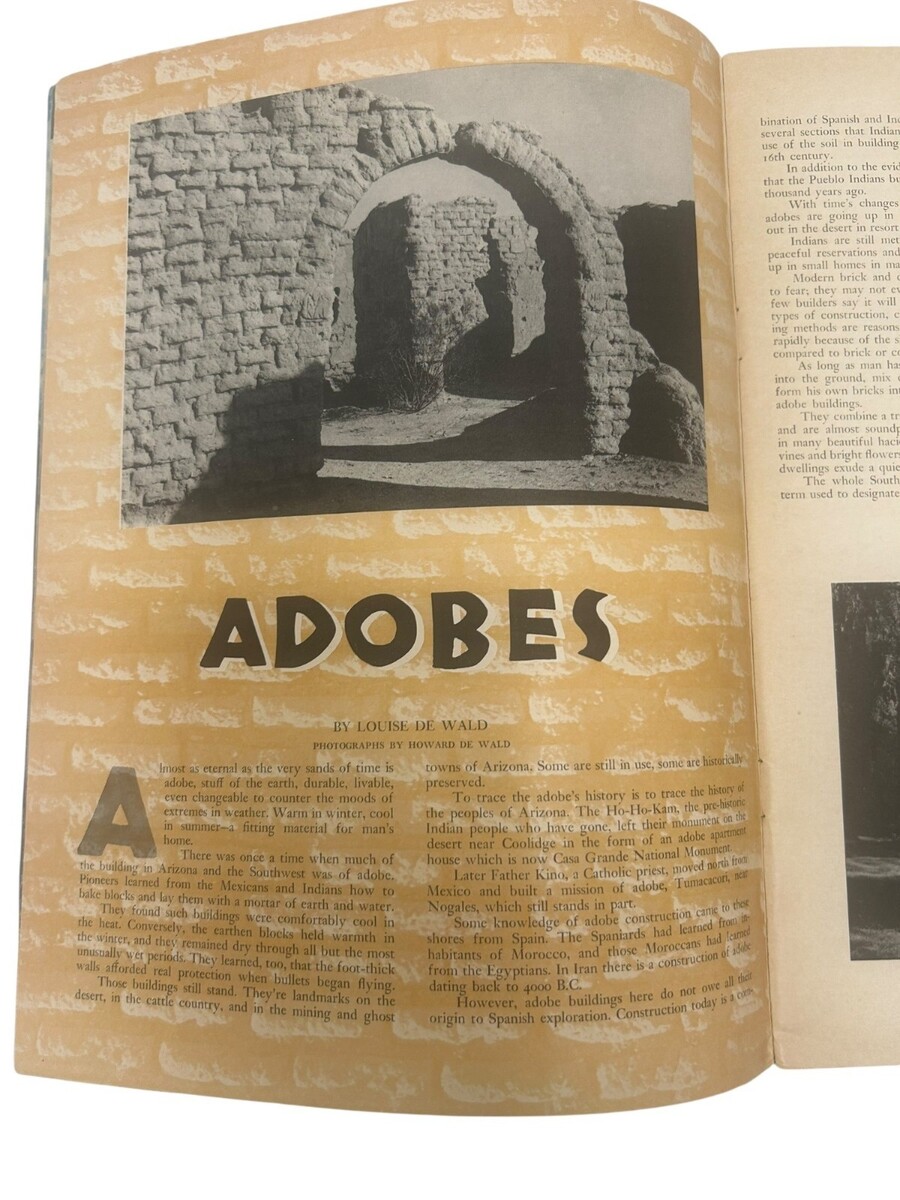 ADOBES
BY LOUISE DE WALD
PHOTOGRAPHS BY HOWARD DE WALD
Almost as eternal as the very sands of time is
adobe, stuff of the earth, durable, livable,
even changeable to counter the moods of
extremes in weather. Warm in winter, cool
in summer—a fitting material for man's
home.
There was once a time when much of
the building in Arizona and the Southwest was of adobe.
Pioneers learned from the Mexicans and Indians how to
bake blocks and lay them with a mortar of earth and water.
They found such buildings were comfortably cool in
the heat. Conversely, the earthen blocks held warmth in
the winter, and they remained dry through all but the most
unusually wet periods. They learned, too, that the foot-thick
walls afforded real protection when bullets began flying.
Those buildings still stand. They're landmarks on the
desert, in the cattle country, and in the mining and ghost
towns of Arizona. Some are still in use, some are historically
preserved.
To trace the adobe's history is to trace the history of
the peoples of Arizona. The Ho-Ho-Kam, the pre-historic
Indian people who have gone, left their monument on the
desert near Coolidge in the form of an adobe apartment
house which is now Casa Grande National Monument.
Later Father Kino, a Catholic priest, moved north from
Mexico and built a mission of adobe, Tumacacori, near
Nogales, which still stands in part.
Some knowledge of adobe construction came to these
shores from Spain. The Spaniards had learned from in-
habitants of Morocco, and those Moroccans had learned
from the Egyptians. In Iran there is a construction of adobe
dating back to 4000 B.C.
However, adobe buildings here do not owe all their
origin to Spanish exploration. Construction today is a com-
bination of Spanish and
several sections that Indian
use of the soil in building
16th century.
In addition to the
that the Pueblo Indians
thousand years ago.
With time's changes
adobes are going up in
out in the desert in resort
Indians are still
peaceful reservations and
up in small homes in
Modern brick and
to fear; they may not
few builders say it will
types of construction,
ing methods are
rapidly because of the
compared to brick or
As long as man has
into the ground, mix
form his own bricks
adobe buildings.
They combine a
and are almost
in many beautiful
vines and bright flowers
dwellings exude a
The whole
term used to designate